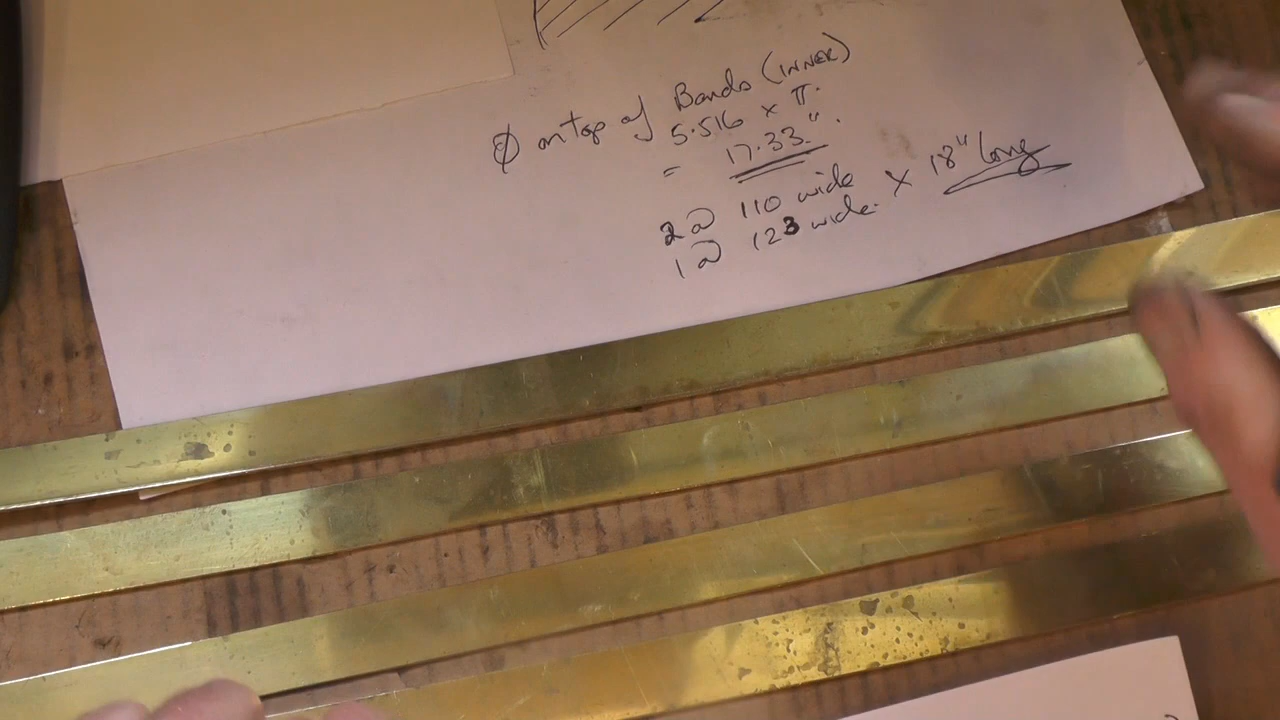 Ø on top of Bands (INNER)
5.516 × π.
= 17.33".
2@ 110 wide
1@ 123 wide. × 18" long